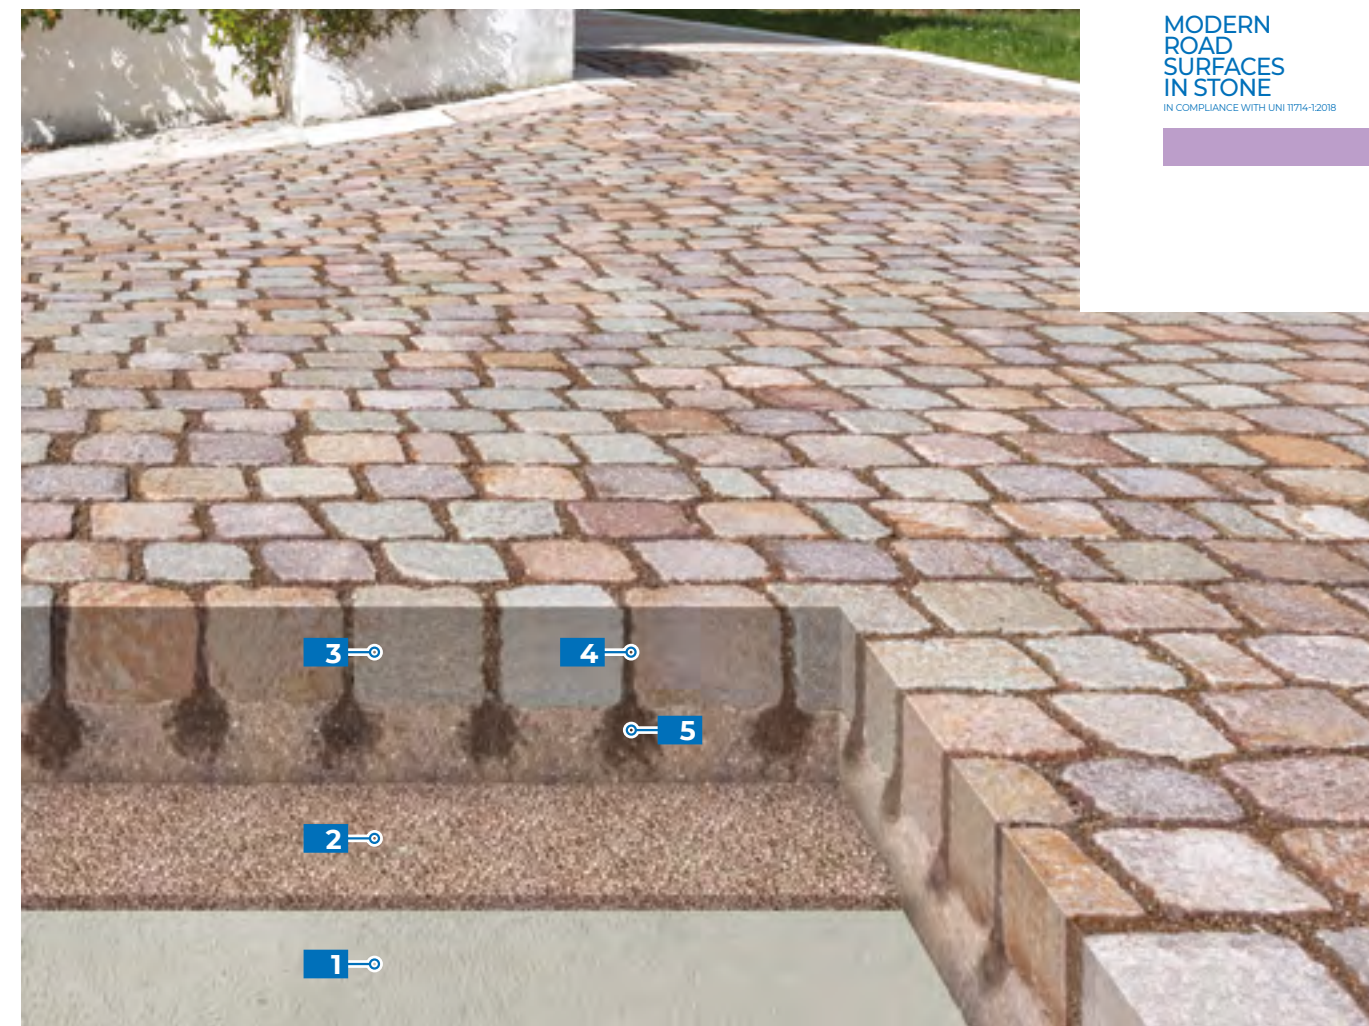 MODERN
ROAD
SURFACES
IN STONE
IN COMPLIANCE WITH UNI 11714-1:2018
3
4
5
2
1